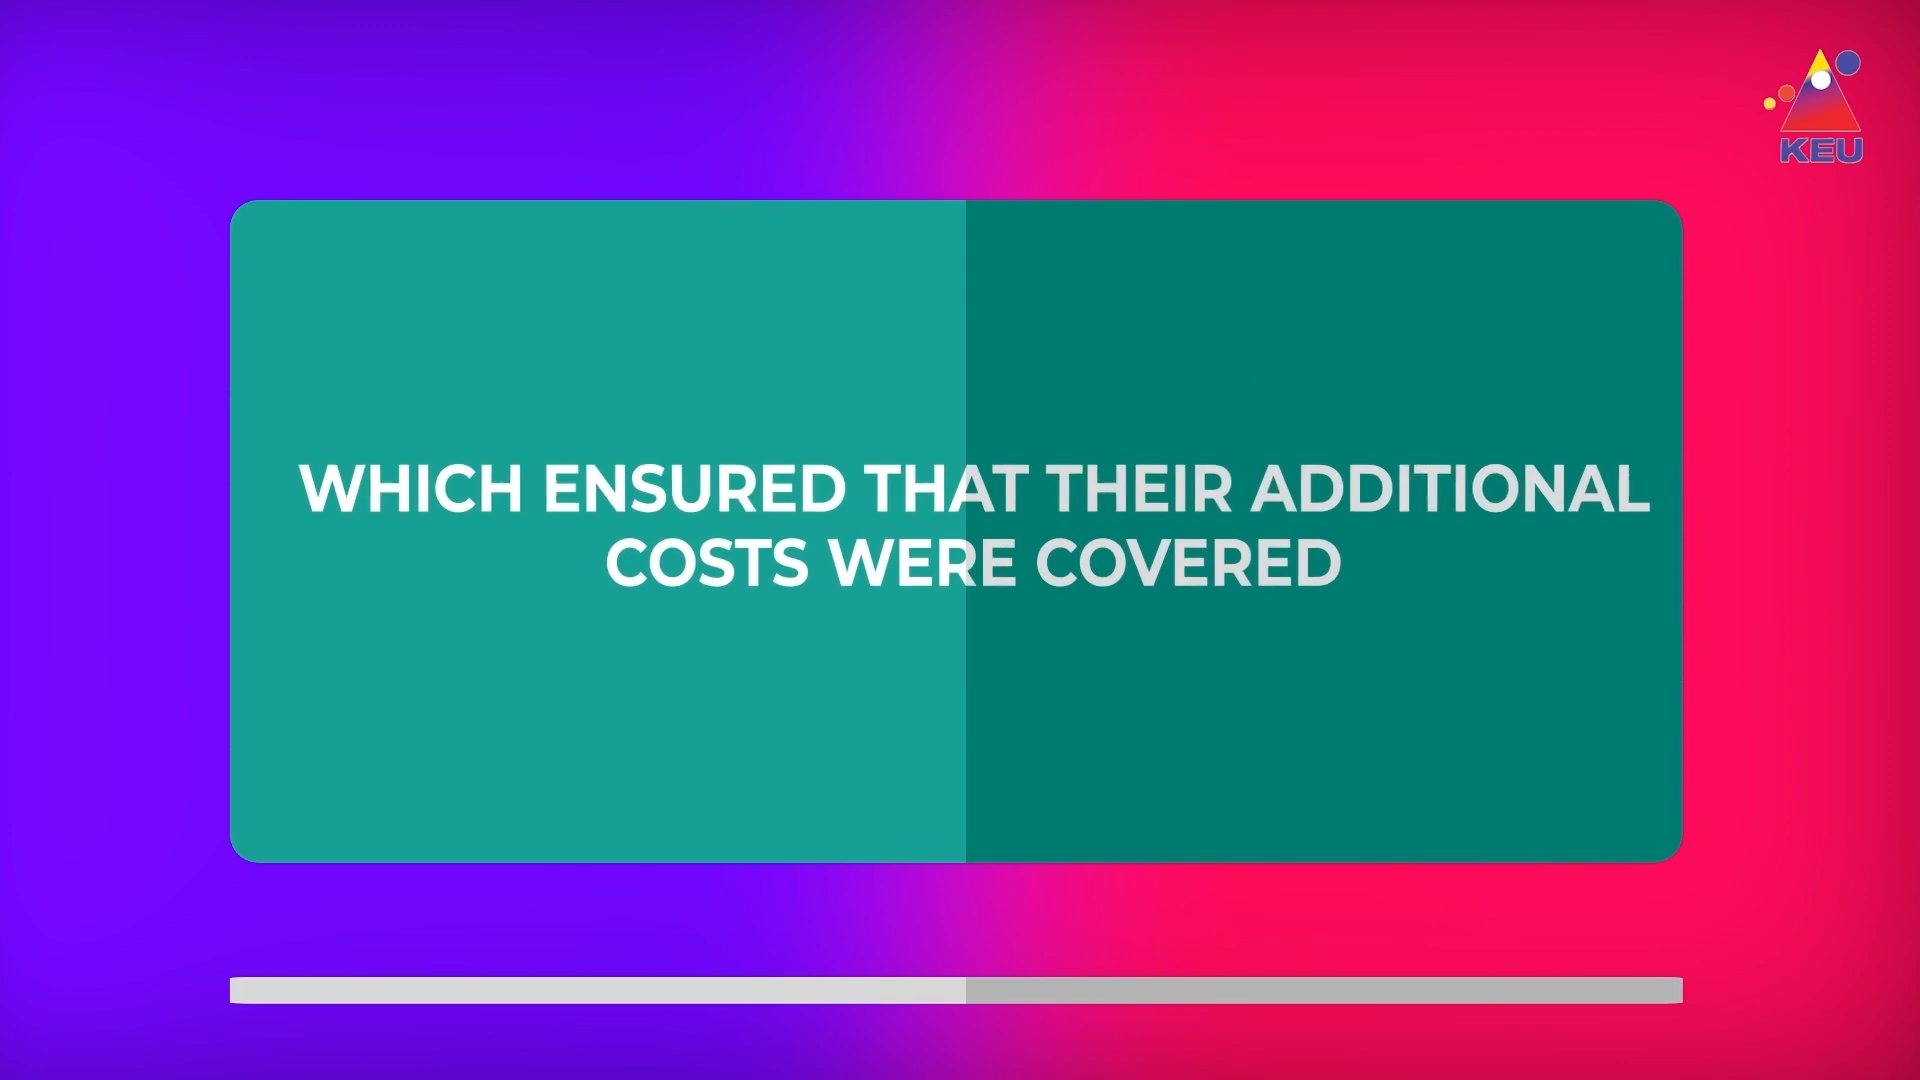 KEU
WHICH ENSURED THAT THEIR ADDITIONAL
COSTS WERE COVERED